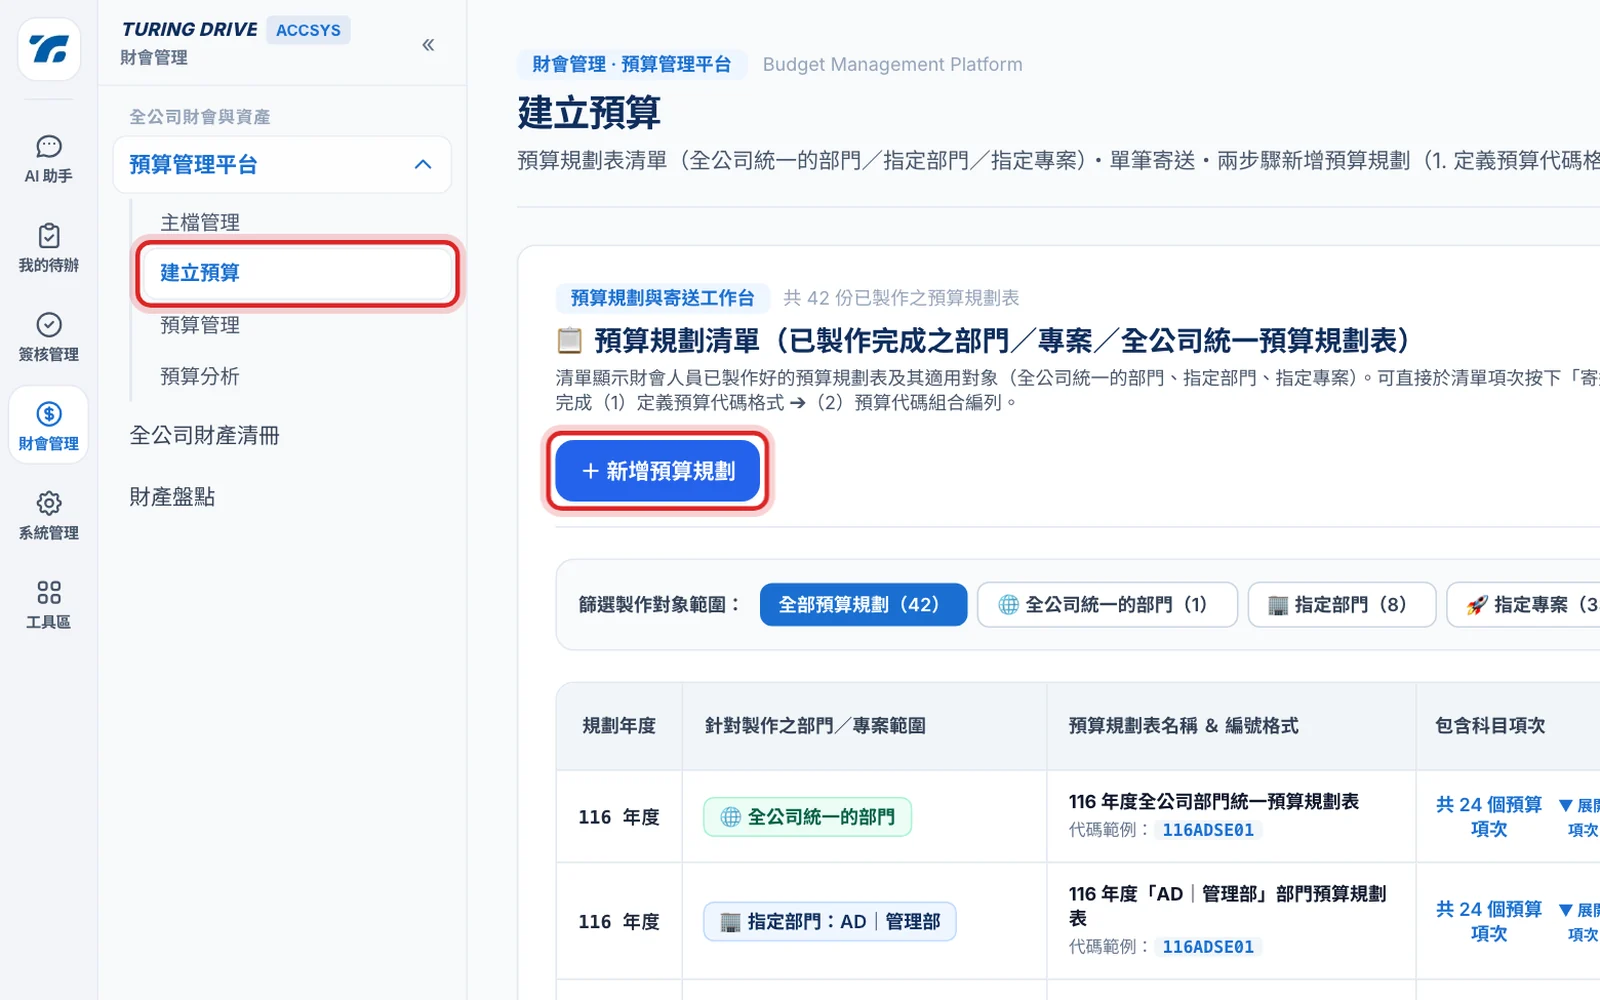 TURING DRIVE ACCSYS
財會管理
«
AI 助手
我的待辦
簽核管理
財會管理
系統管理
工具區
全公司財會與資產
預算管理平台
主檔管理
建立預算
預算管理
預算分析
全公司財產清冊
財產盤點
財會管理 · 預算管理平台 Budget Management Platform
建立預算
預算規劃表清單（全公司統一的部門／指定部門／指定專案）• 單筆寄送 • 兩步驟新增預算規劃（1. 定義預算代碼格
預算規劃與寄送工作台 共 42 份已製作之預算規劃表
📋 預算規劃清單（已製作完成之部門／專案／全公司統一預算規劃表）
清單顯示財會人員已製作好的預算規劃表及其適用對象（全公司統一的部門、指定部門、指定專案）。可直接於清單項次按下「寄
完成（1）定義預算代碼格式 ➔（2）預算代碼組合編列。
＋ 新增預算規劃
篩選製作對象範圍： 全部預算規劃（42） 🌐 全公司統一的部門（1） 🏢 指定部門（8） 🚀 指定專案（3
規劃年度 針對製作之部門／專案範圍 預算規劃表名稱 & 編號格式 包含科目項次
116 年度 🌐 全公司統一的部門 116 年度全公司部門統一預算規劃表 共 24 個預算 ▼ 展開
代碼範例： 116ADSE01 項次 項次
116 年度 🏢 指定部門：AD｜管理部 116 年度「AD｜管理部」部門預算規劃 共 24 個預算 ▼ 展開
表 項次 項次
代碼範例： 116ADSE01